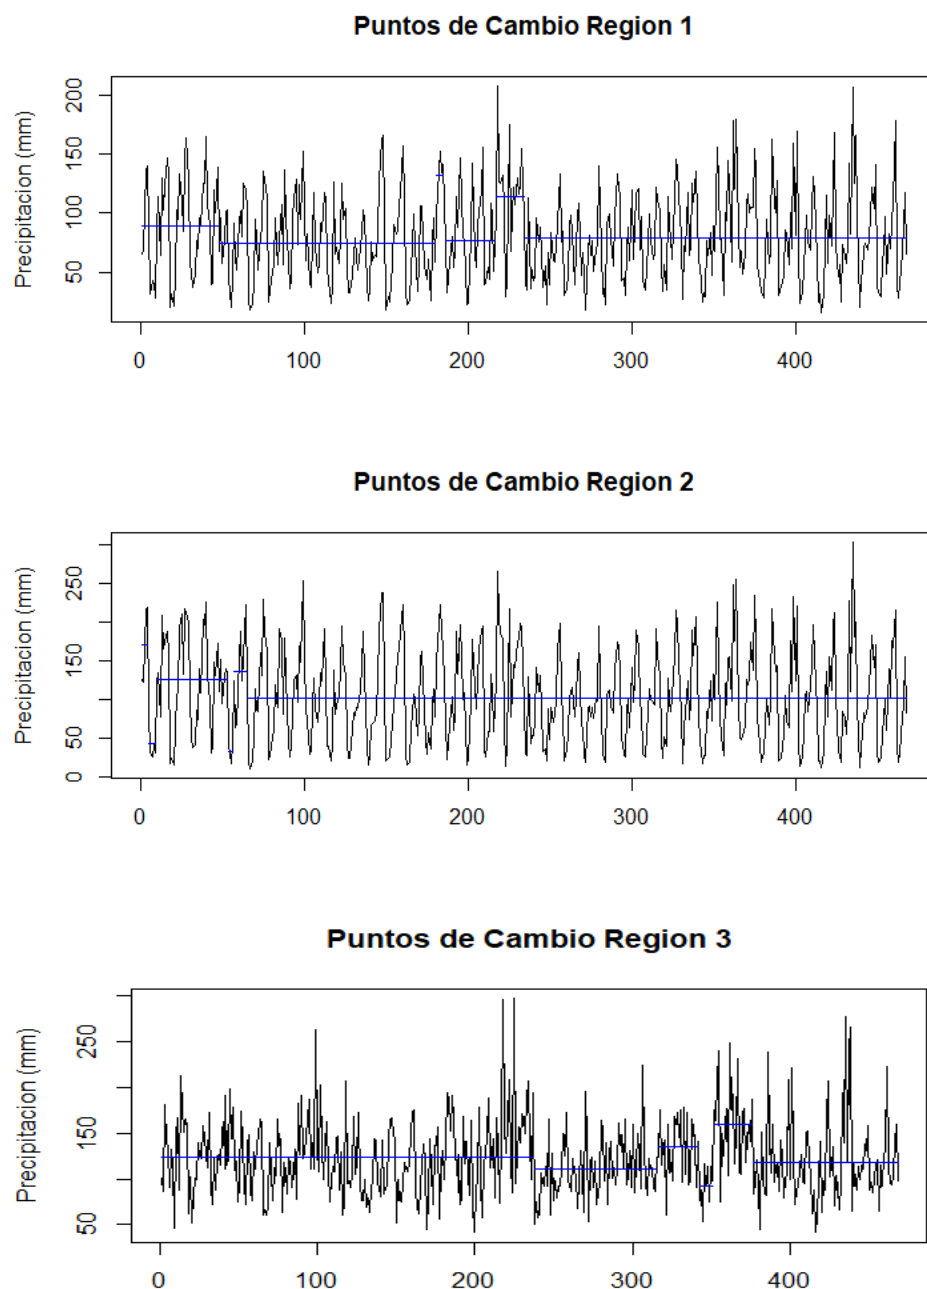 Puntos de Cambio Region 1
Precipitacion (mm)
200
150
100
50
0 100 200 300 400
Puntos de Cambio Region 2
Precipitacion (mm)
250
150
50
0
0 100 200 300 400
Puntos de Cambio Region 3
Precipitacion (mm)
250
150
50
0 100 200 300 400